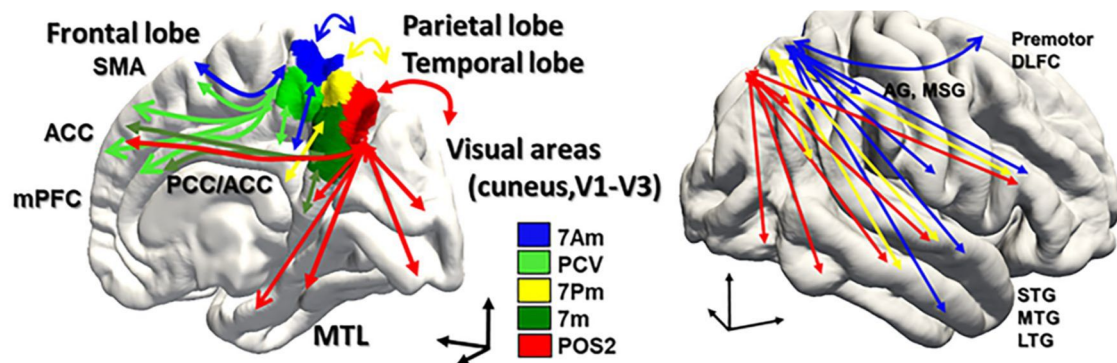 Frontal lobe
SMA
Parietal lobe
Temporal lobe
ACC
mPFC
PCC/ACC
Visual areas
(cuneus,V1-V3)
7Am
PCV
7Pm
7m
POS2
MTL
Premotor
DLFC
AG, MSG
STG
MTG
LTG